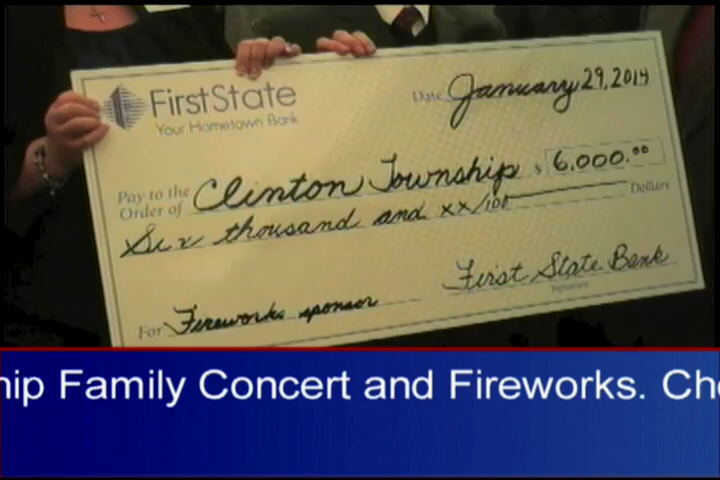 FirstState
Your Hometown Bank
Date January 29, 2014
Pay to the
Order of Clinton Township $ 6,000.00
Six thousand and xx/100 Dollars
First State Bank
Signature
For Fireworks sponsor
hip Family Concert and Fireworks. Che